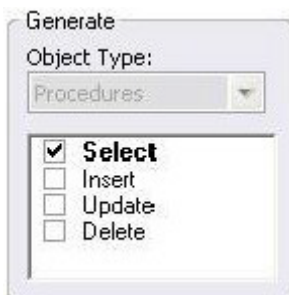 Generate
Object Type:
Procedures
Select
Insert
Update
Delete